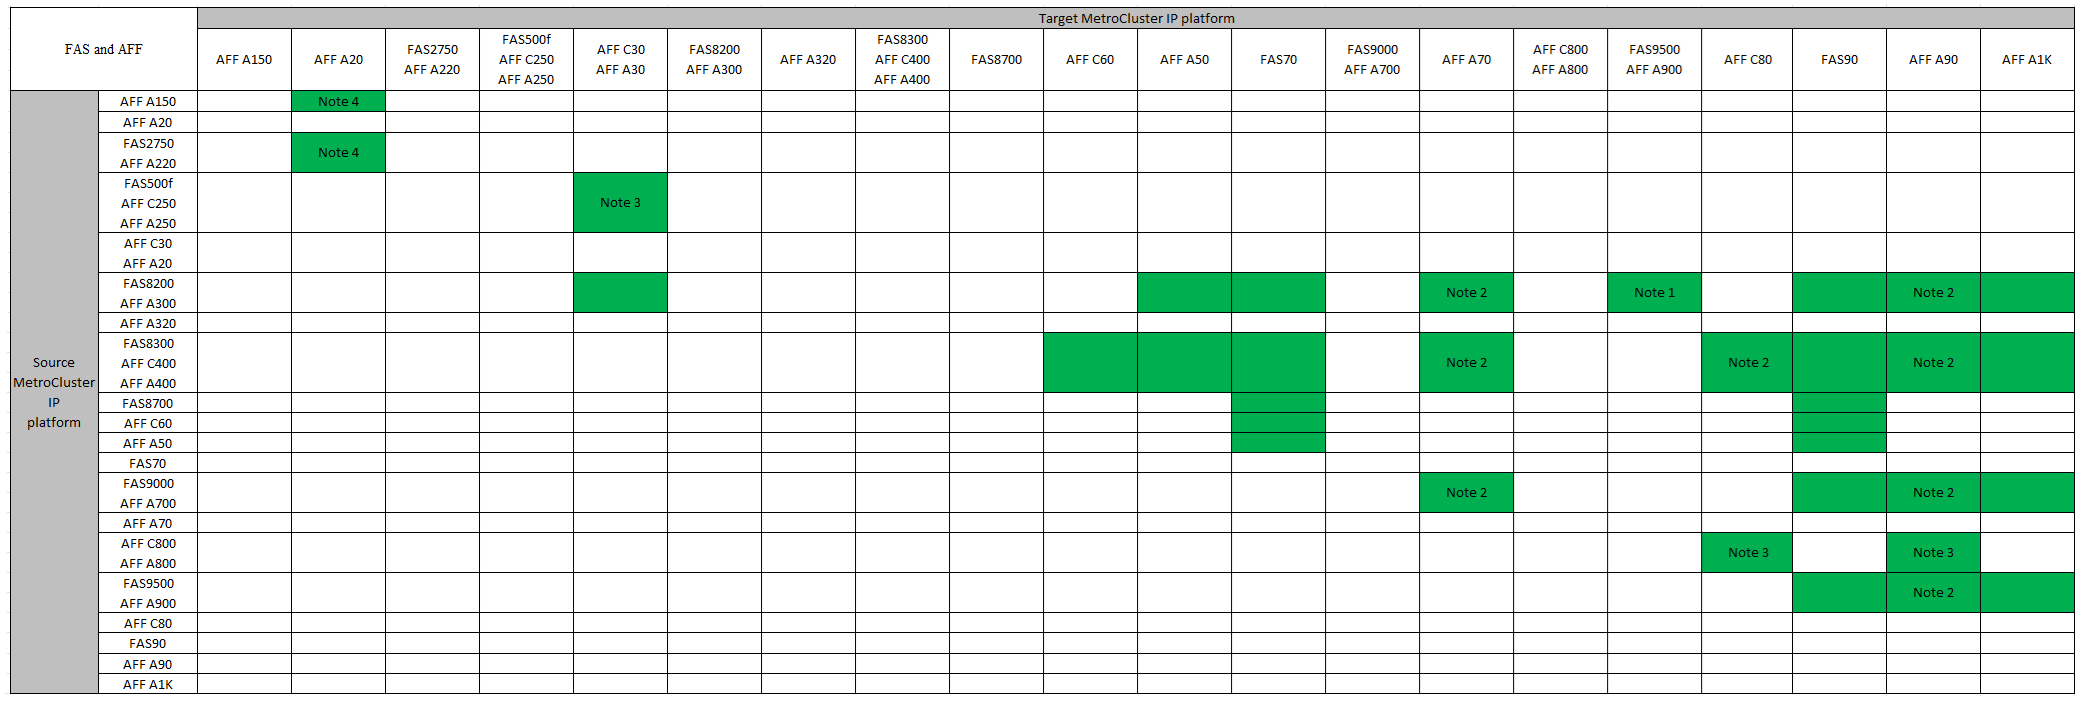 Target MetroCluster IP platform
FAS and AFF
AFF A150
AFF A20
FAS2750
AFF A220
FAS500f
AFF C250
AFF A250
AFF C30
AFF A30
FAS8200
AFF A300
AFF A320
FAS8300
AFF C400
AFF A400
FAS8700
AFF C60
AFF A50
FAS70
FAS9000
AFF A700
AFF A70
AFF C800
AFF A800
FAS9500
AFF A900
AFF C80
FAS90
AFF A90
AFF A1K
Source
MetroCluster
IP
platform
AFF A150
Note 4
AFF A20
FAS2750
AFF A220
Note 4
FAS500f
AFF C250
AFF A250
Note 3
AFF C30
AFF A20
FAS8200
AFF A300
Note 2
Note 1
Note 2
AFF A320
FAS8300
AFF C400
AFF A400
Note 2
Note 2
Note 2
FAS8700
AFF C60
AFF A50
FAS70
FAS9000
AFF A700
Note 2
Note 2
AFF A70
AFF C800
AFF A800
Note 3
Note 3
FAS9500
AFF A900
Note 2
AFF C80
FAS90
AFF A90
AFF A1K